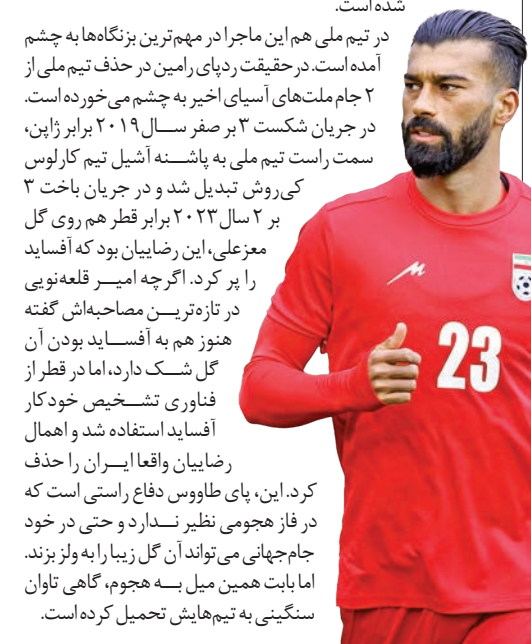 شده است.
در تیم ملی هم این ماجرا در مهم‌ترین بزنگاه‌ها به چشم
آمده است. در حقیقت ردپای رامین در حذف تیم ملی از
۲ جام ملت‌های آسیای اخیر به چشم می‌خورده است.
در جریان شکست ۳ بر صفر سال ۲۰۱۹ برابر ژاپن،
سمت راست تیم ملی به پاشنه آشیل تیم کارلوس
کی‌روش تبدیل شد و در جریان باخت ۳
بر ۲ سال ۲۰۲۳ برابر قطر هم روی گل
معزعلی، این رضاییان بود که آفساید
را پر کرد. اگرچه امیر قلعه‌نویی
در تازه‌ترین مصاحبه‌اش گفته
هنوز هم به آفساید بودن آن
گل شک دارد، اما در قطر از
فناوری تشخیص خودکار
آفساید استفاده شد و اهمال
رضاییان واقعا ایران را حذف
کرد. این، پای طاووس دفاع راستی است که
در فاز هجومی نظیر ندارد و حتی در خود
جام‌جهانی می‌تواند آن گل زیبا را به ولز بزند.
اما بابت همین میل به هجوم، گاهی تاوان
سنگینی به تیم‌هایش تحمیل کرده است.
23